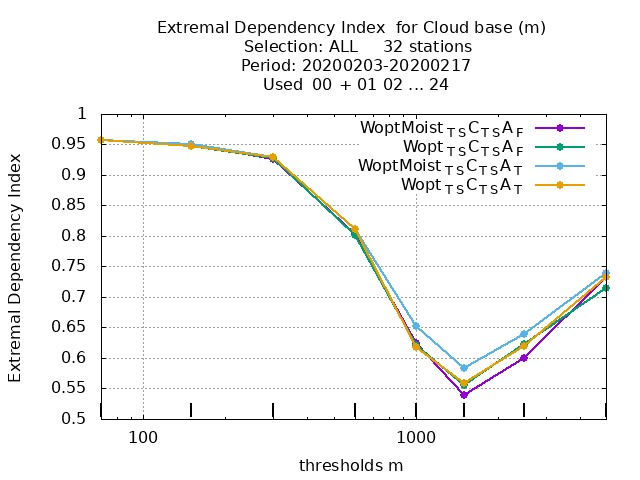 Extremal Dependency Index  for Cloud base (m)
Selection: ALL     32 stations
Period: 20200203-20200217
Used  00 + 01 02 ... 24
WoptMoist TS C TS A F
Wopt TS C TS A F
WoptMoist TS C TS A T
Wopt TS C TS A T
Extremal Dependency Index
1
0.95
0.9
0.85
0.8
0.75
0.7
0.65
0.6
0.55
0.5
100
1000
thresholds m